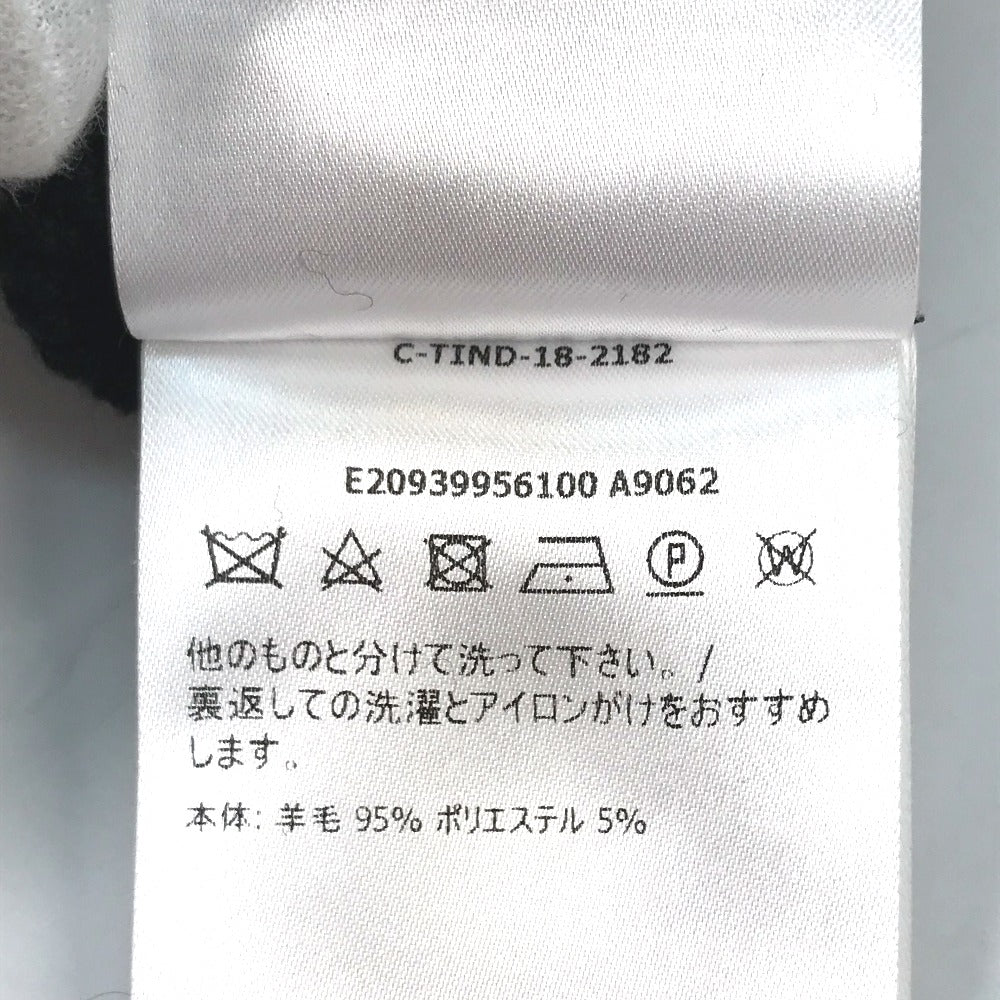 C-TIND-18-2182
E20939956100 A9062
P
W
他のものと分けて洗って下さい。/
裏返しての洗濯とアイロンがけをおすすめ
します。
本体: 羊毛 95% ポリエステル 5%